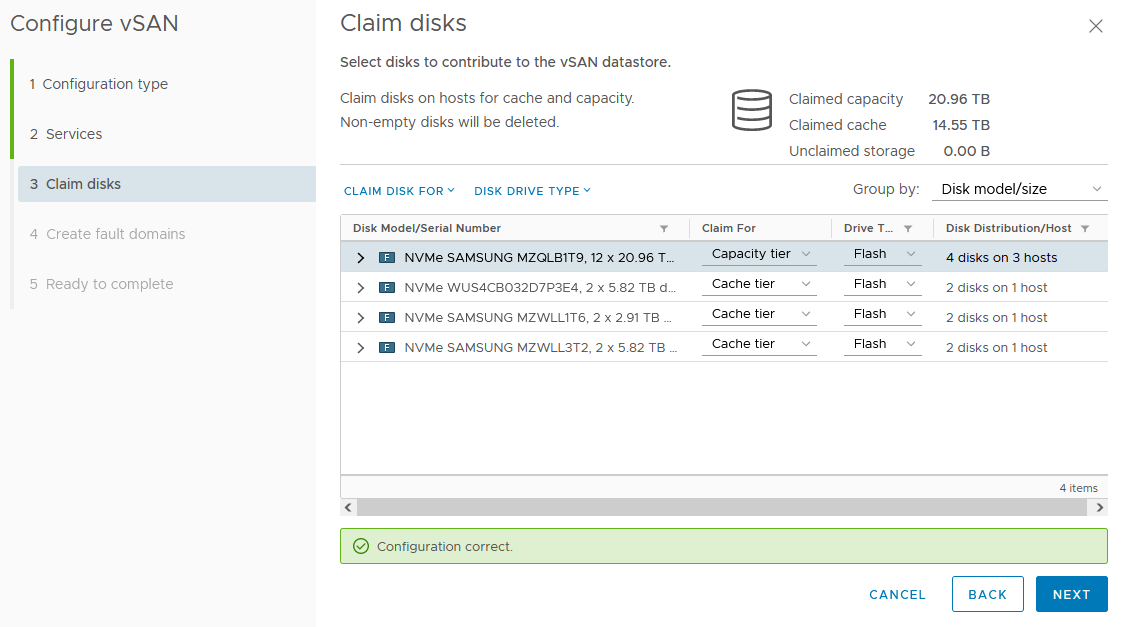 Configure vSAN
1 Configuration type
2 Services
3 Claim disks
4 Create fault domains
5 Ready to complete
Claim disks
Select disks to contribute to the vSAN datastore.
Claim disks on hosts for cache and capacity.
Non-empty disks will be deleted.
Claimed capacity 20.96 TB
Claimed cache 14.55 TB
Unclaimed storage 0.00 B
CLAIM DISK FOR DISK DRIVE TYPE Group by: Disk model/size
Disk Model/Serial Number Claim For Drive T... Disk Distribution/Host
F NVMe SAMSUNG MZQLB1T9, 12 x 20.96 T... Capacity tier Flash 4 disks on 3 hosts
F NVMe WUS4CB032D7P3E4, 2 x 5.82 TB d... Cache tier Flash 2 disks on 1 host
F NVMe SAMSUNG MZWLL1T6, 2 x 2.91 TB ... Cache tier Flash 2 disks on 1 host
F NVMe SAMSUNG MZWLL3T2, 2 x 5.82 TB ... Cache tier Flash 2 disks on 1 host
4 items
Configuration correct.
CANCEL BACK NEXT